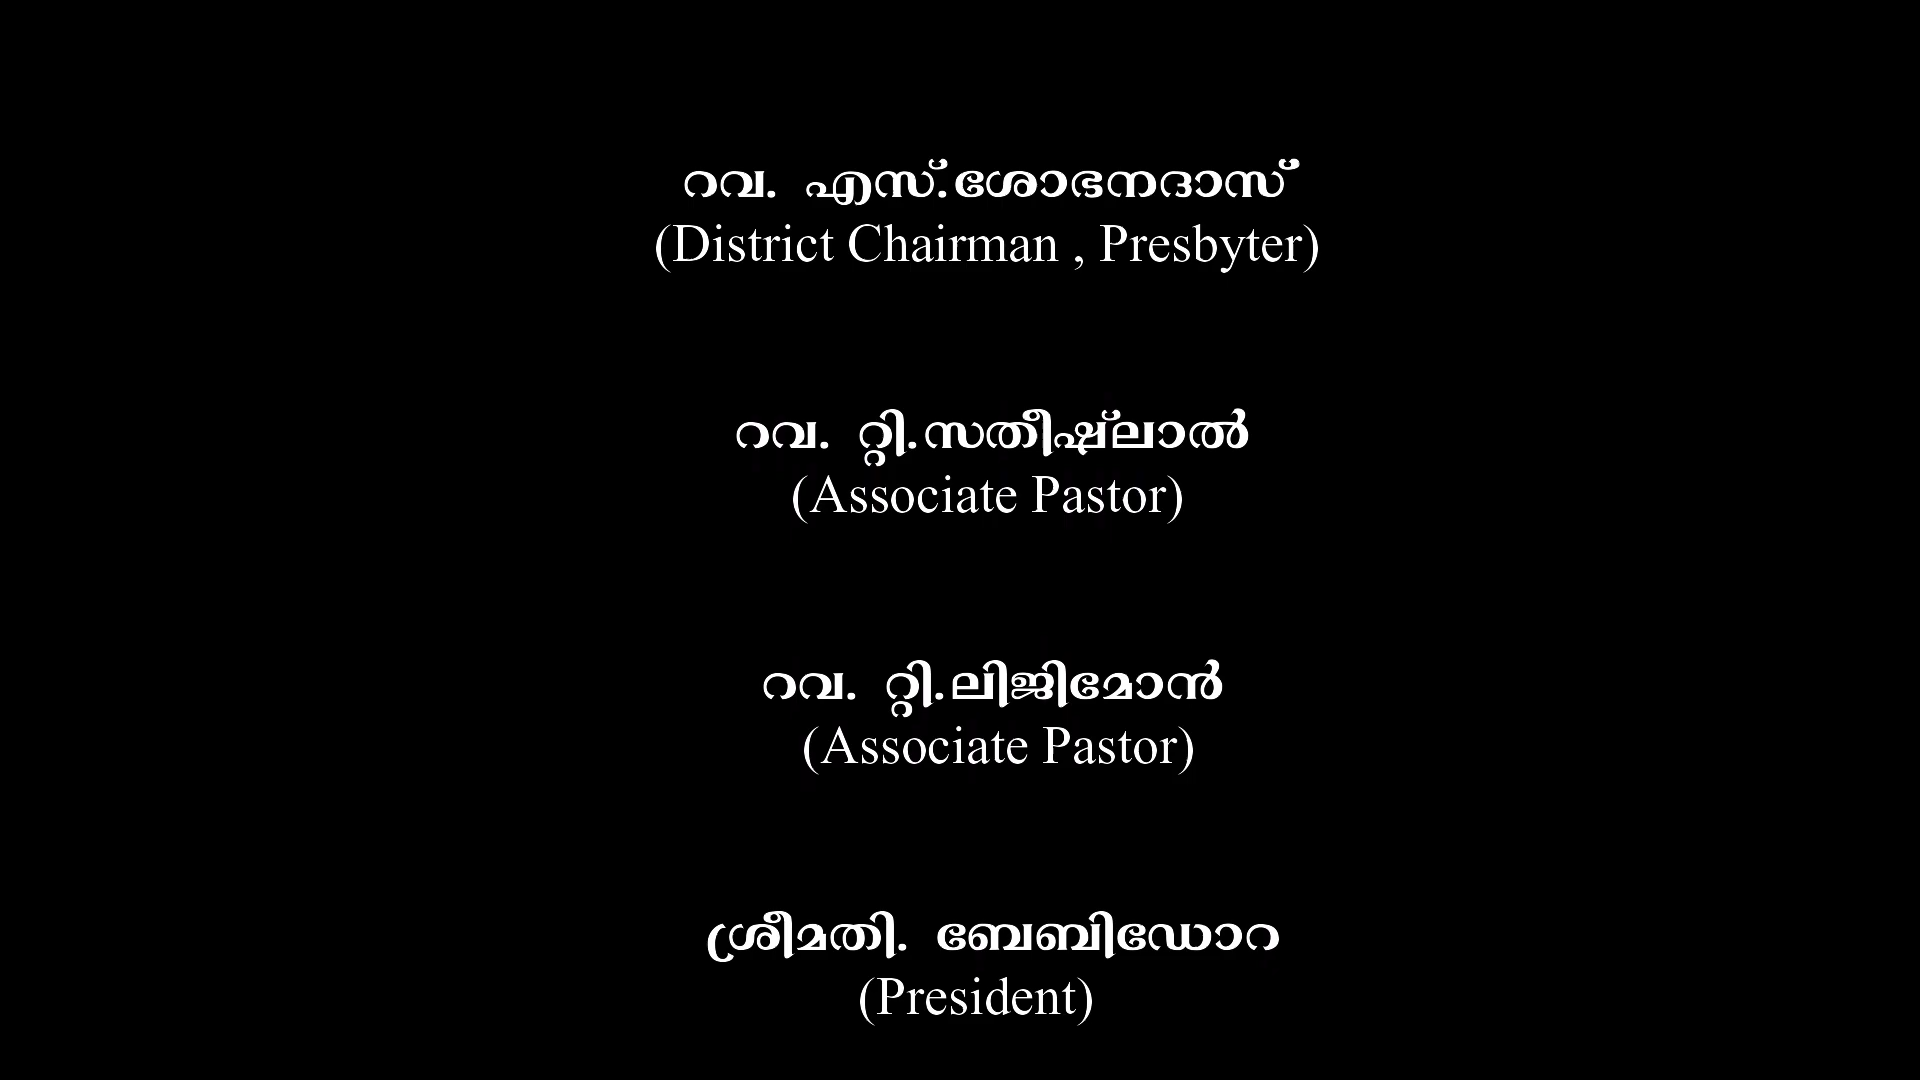 റവ. എസ്.ശോഭനദാസ്
(District Chairman , Presbyter)
റവ. റ്റി.സതീഷ്‌ലാൽ
(Associate Pastor)
റവ. റ്റി.ലിജിമോൻ
(Associate Pastor)
ശ്രീമതി. ബേബിഡോറ
(President)